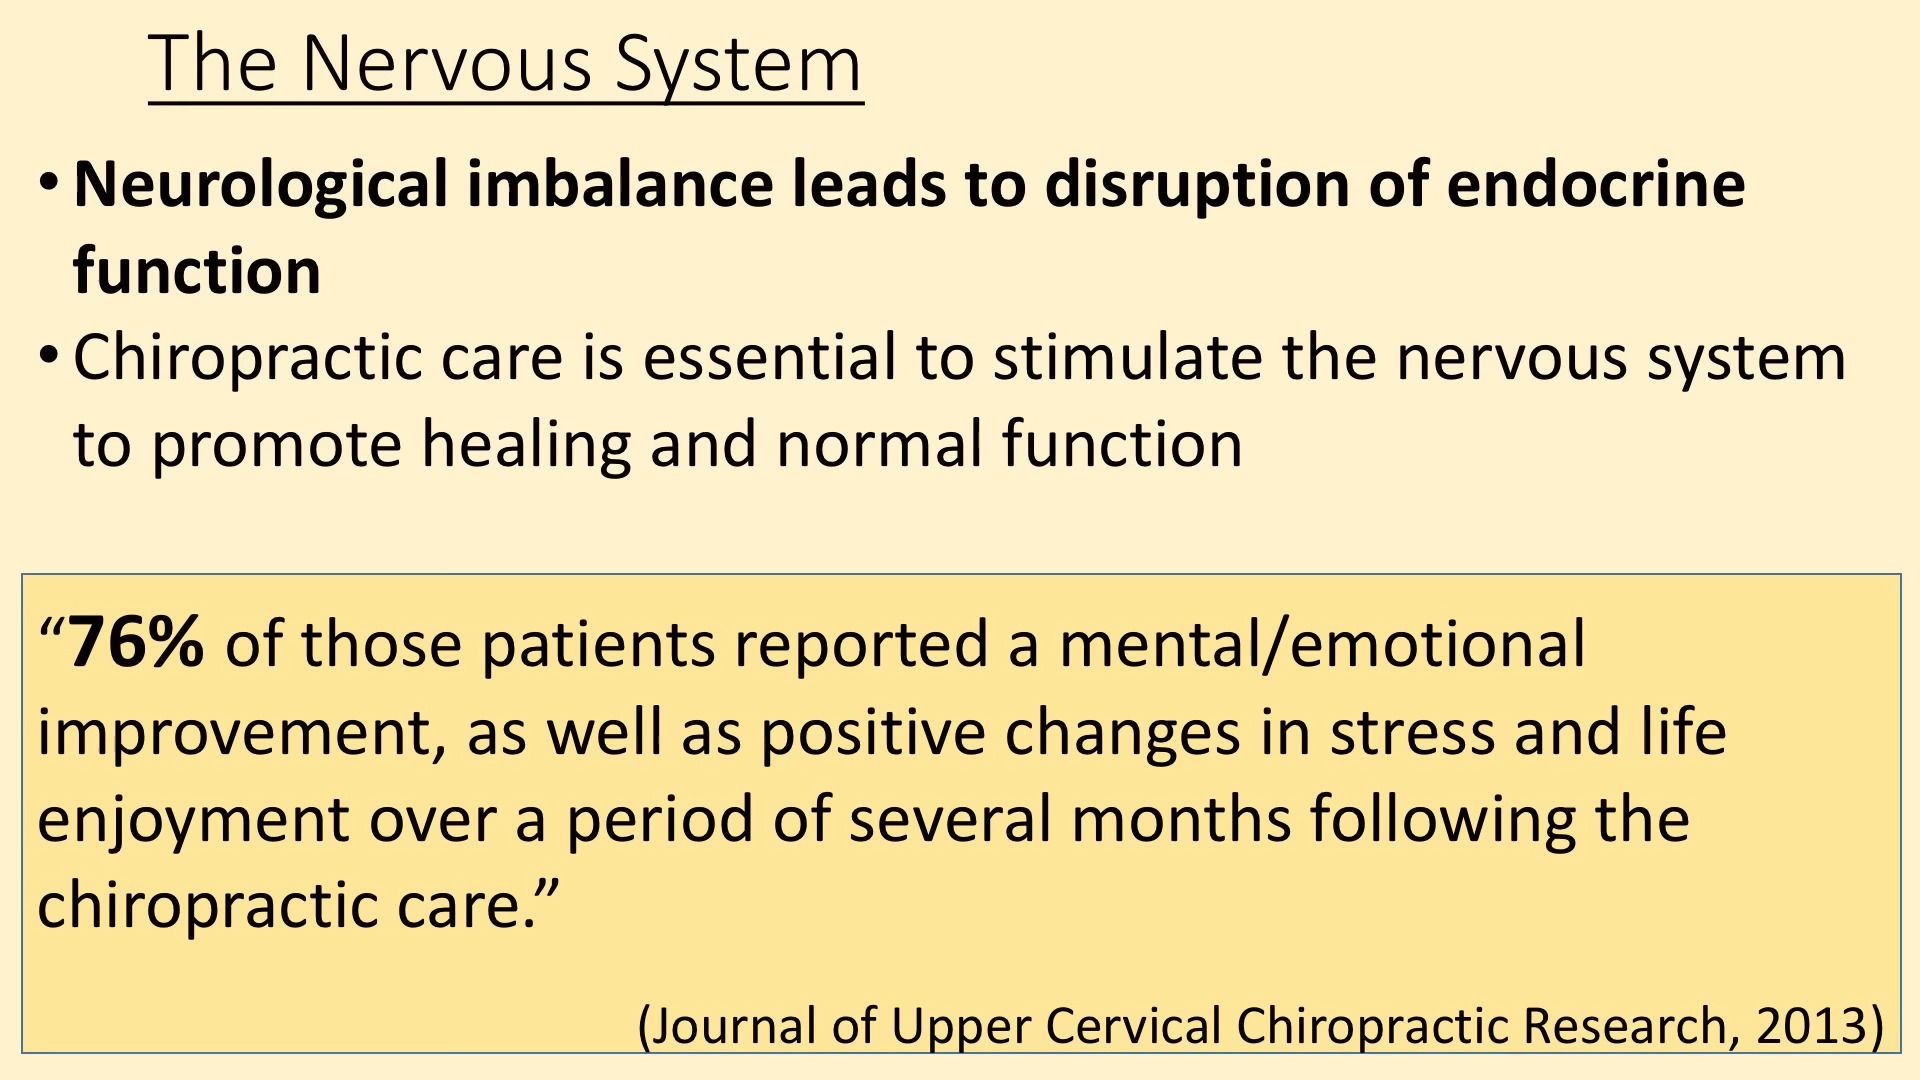 The Nervous System
• Neurological imbalance leads to disruption of endocrine
function
• Chiropractic care is essential to stimulate the nervous system
to promote healing and normal function
“76% of those patients reported a mental/emotional
improvement, as well as positive changes in stress and life
enjoyment over a period of several months following the
chiropractic care.”
(Journal of Upper Cervical Chiropractic Research, 2013)